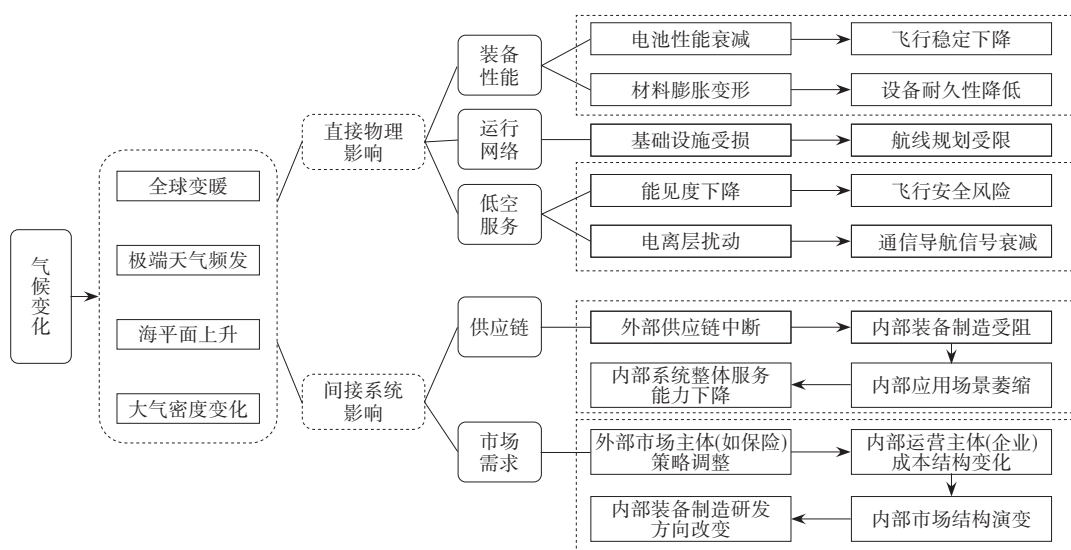 气
候
变
化
全球变暖
极端天气频发
海平面上升
大气密度变化
直接物理
影响
间接系统
影响
装备
性能
运行
网络
低空
服务
供应链
市场
需求
电池性能衰减
飞行稳定下降
材料膨胀变形
设备耐久性降低
基础设施受损
航线规划受限
能见度下降
飞行安全风险
电离层扰动
通信导航信号衰减
外部供应链中断
内部装备制造受阻
内部应用场景萎缩
内部系统整体服务
能力下降
外部市场主体(如保险)
策略调整
内部运营主体(企业)
成本结构变化
内部市场结构演变
内部装备制造研发
方向改变